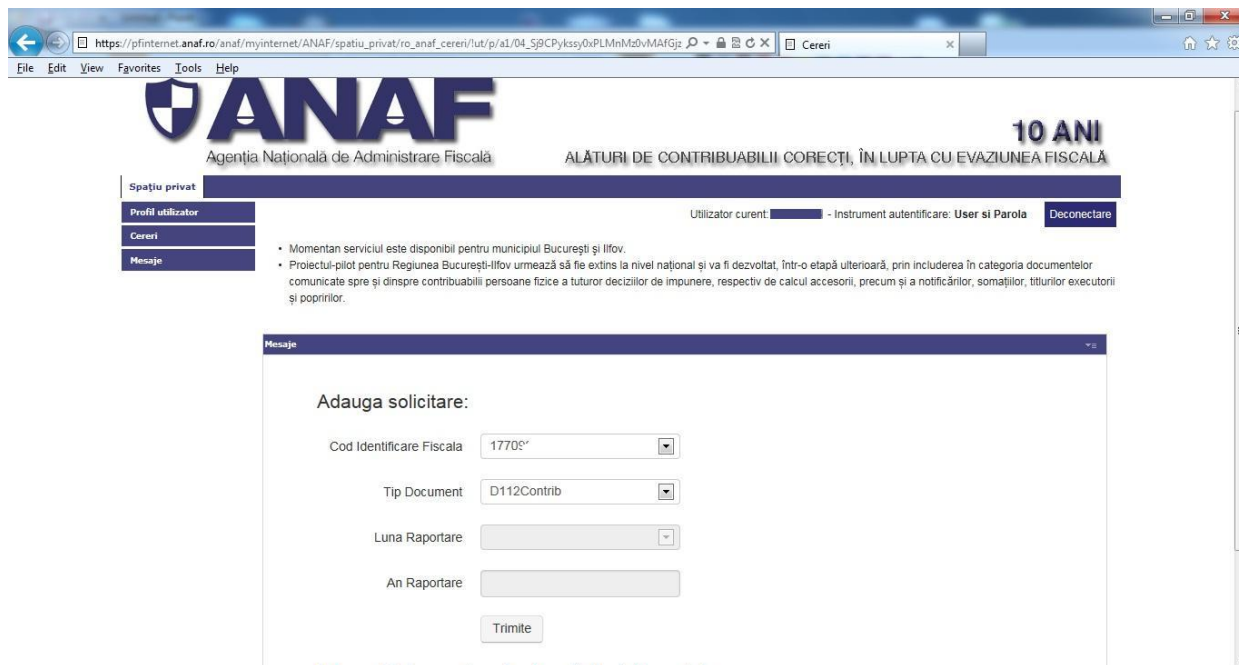 https://pfinternet.anaf.ro/anaf/myinternet/ANAF/spatiu_privat/ro_anaf_cereri/!ut/p/a1/04_Sj9CPykssy0xPLMnMz0vMAfGjz
Cereri
File Edit View Favorites Tools Help
ANAF
Agenția Națională de Administrare Fiscală
10 ANI
ALĂTURI DE CONTRIBUABILII CORECȚI, ÎN LUPTA CU EVAZIUNEA FISCALĂ
Spațiu privat
Profil utilizator
Cereri
Mesaje
Utilizator curent: - Instrument autentificare: User si Parola
Deconectare
• Momentan serviciul este disponibil pentru municipiul București și Ilfov.
• Proiectul-pilot pentru Regiunea București-Ilfov urmează să fie extins la nivel național și va fi dezvoltat, într-o etapă ulterioară, prin includerea în categoria documentelor
comunicate spre și dinspre contribuabilii persoane fizice a tuturor deciziilor de impunere, respectiv de calcul accesorii, precum și a notificărilor, somațiilor, titlurilor executorii
și popririlor.
Mesaje
Adauga solicitare:
Cod Identificare Fiscala
Tip Document D112Contrib
Luna Raportare
An Raportare
Trimite